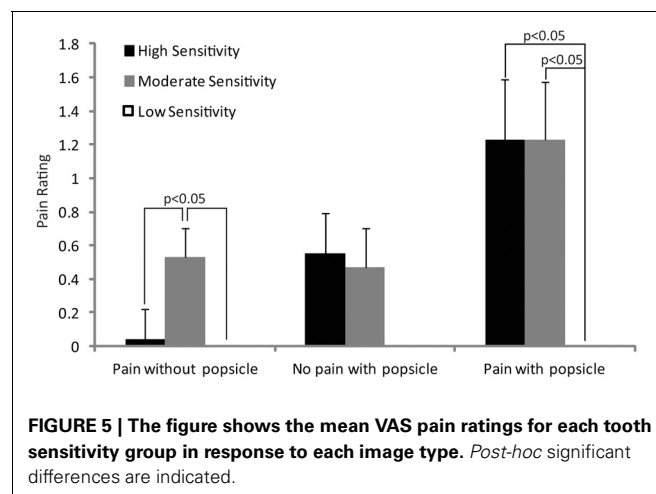 1.8
1.6
1.4
1.2
1
0.8
0.6
0.4
0.2
0
Pain Rating
High Sensitivity
Moderate Sensitivity
Low Sensitivity
p<0.05
p<0.05
p<0.05
Pain without popsicle No pain with popsicle Pain with popsicle
FIGURE 5 | The figure shows the mean VAS pain ratings for each tooth
sensitivity group in response to each image type. Post-hoc significant
differences are indicated.